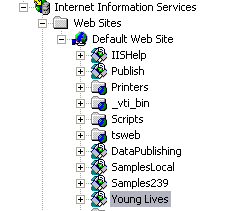 Internet Information Services
Web Sites
Default Web Site
IISHelp
Publish
Printers
_vti_bin
Scripts
tsweb
DataPublishing
SamplesLocal
Samples239
Young Lives